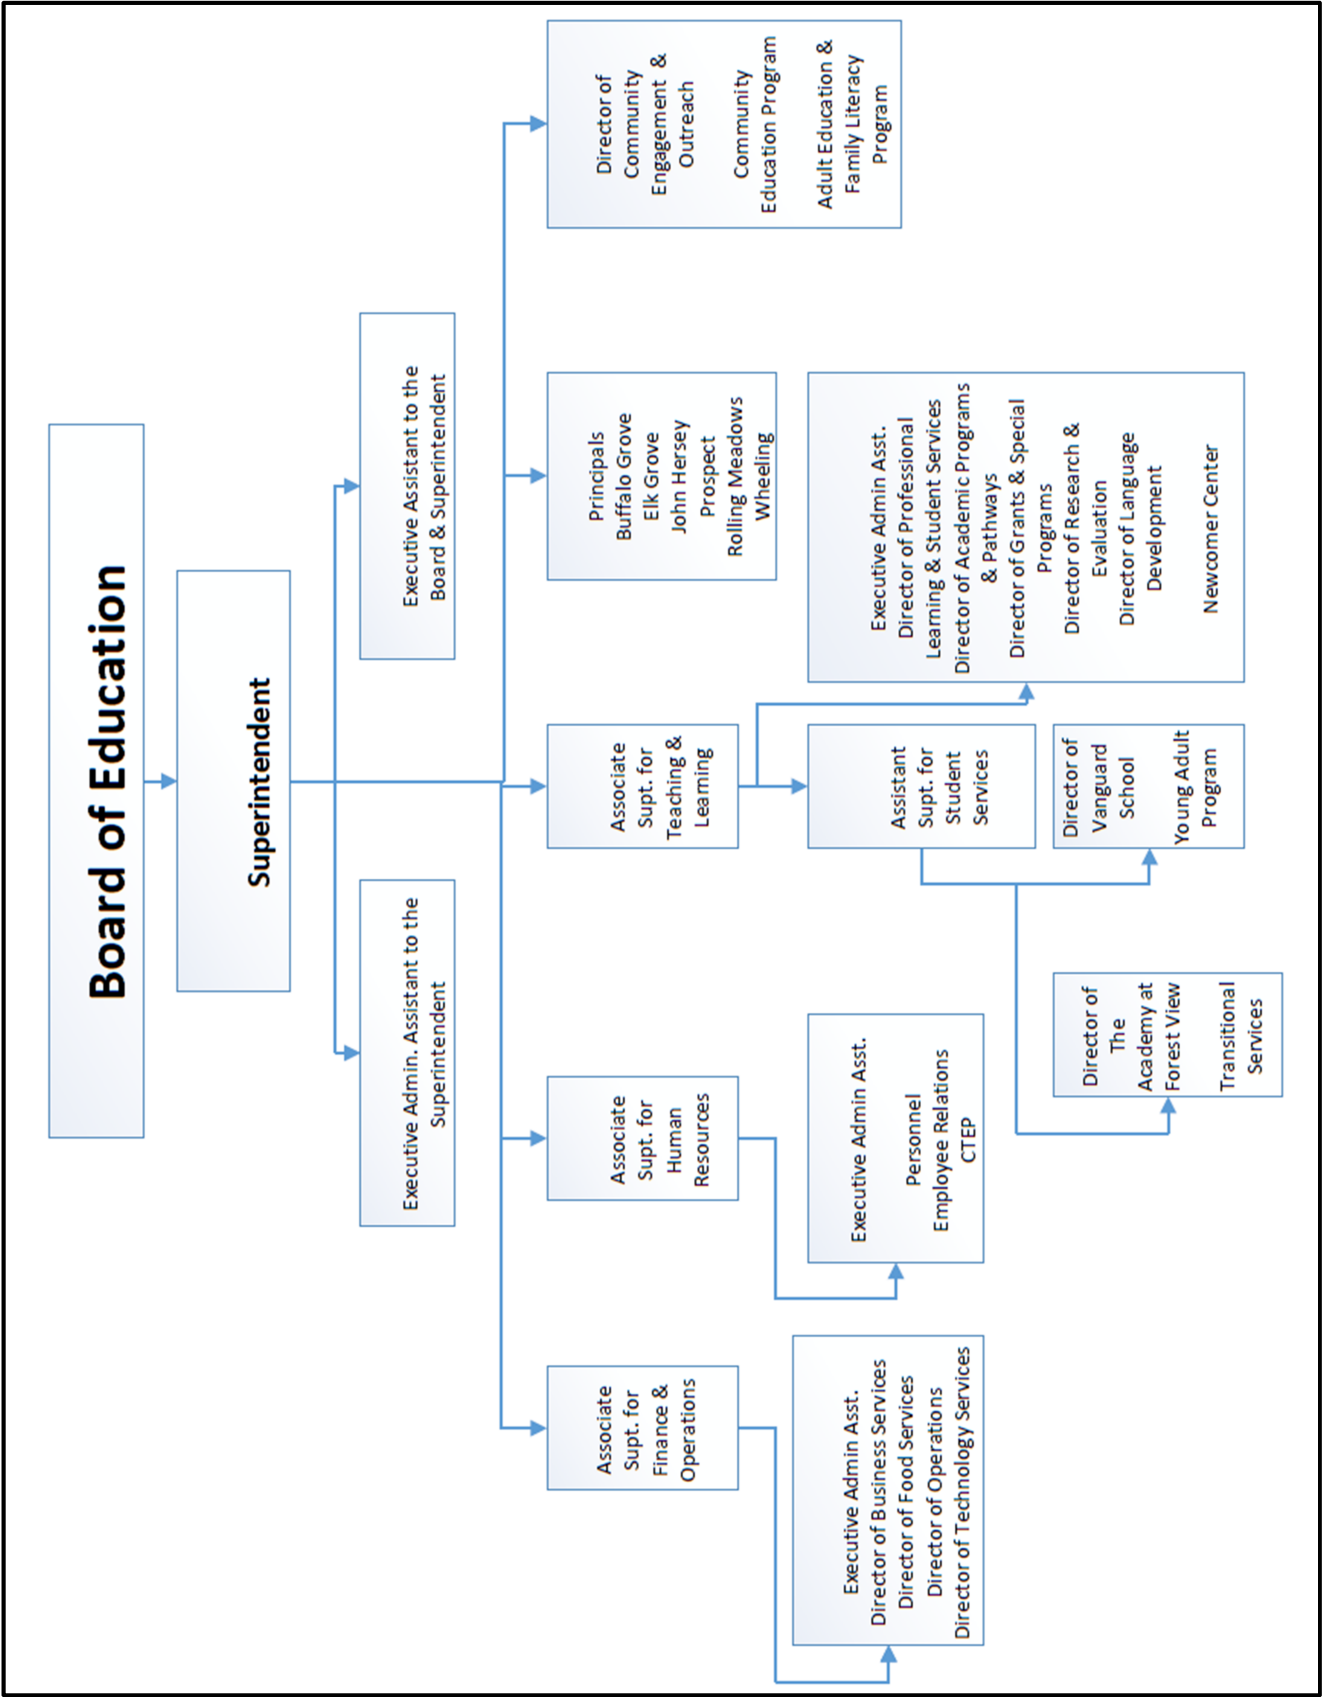 Board of Education
Superintendent
Executive Admin. Assistant to the
Superintendent
Executive Assistant to the
Board & Superintendent
Associate
Supt. for
Finance &
Operations
Associate
Supt. for
Human
Resources
Associate
Supt. for
Teaching &
Learning
Principals
Buffalo Grove
Elk Grove
John Hersey
Prospect
Rolling Meadows
Wheeling
Director of
Community
Engagement &
Outreach
Community
Education Program
Adult Education &
Family Literacy
Program
Executive Admin Asst.
Director of Business Services
Director of Food Services
Director of Operations
Director of Technology Services
Executive Admin Asst.
Personnel
Employee Relations
CTEP
Assistant
Supt. for
Student
Services
Executive Admin Asst.
Director of Professional
Learning & Student Services
Director of Academic Programs
& Pathways
Director of Grants & Special
Programs
Director of Research &
Evaluation
Director of Language
Development
Newcomer Center
Director of
The
Academy at
Forest View
Transitional
Services
Director of
Vanguard
School
Young Adult
Program